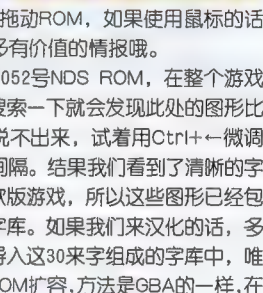 拖动ROM，如果使用鼠标的话
多有价值的情报哦。
052号NDS ROM，在整个游戏
搜索一下就会发现此处的图形比
说不出来，试着用Ctrl+←微调
间隔。结果我们看到了清晰的字
欧版游戏，所以这些图形已经包
字库。如果我们来汉化的话，多
导入这30来字组成的字库中，唯
OM扩容,方法是GBA的一样,在